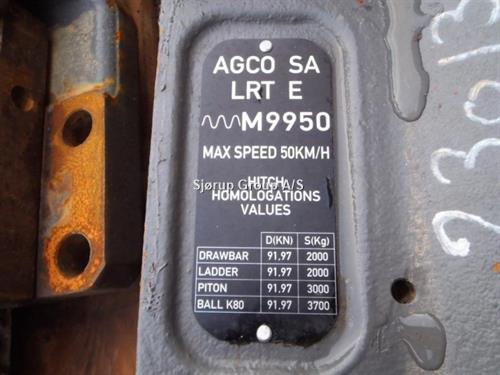 AGCO SA
LRT E
M9950
MAX SPEED 50KM/H
HITCH
HOMOLOGATIONS
VALUES
Sjørup Group A/S
D(KN) S(Kg)
DRAWBAR 91,97 2000
LADDER 91,97 2000
PITON 91,97 3000
BALL K80 91,97 3700
23013